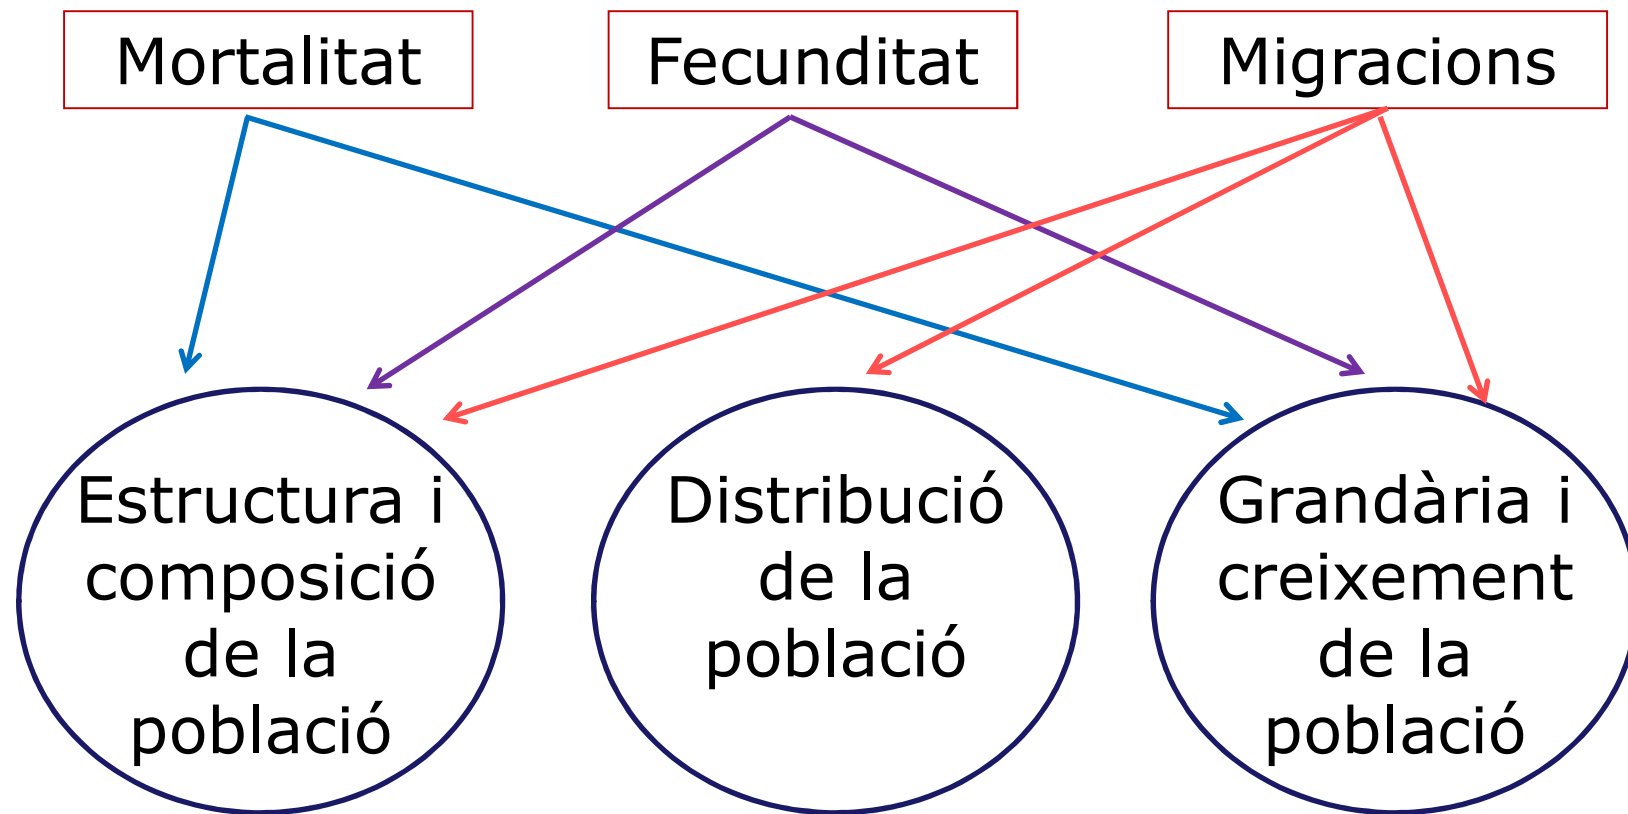 Mortalitat
Fecunditat
Migracions
Estructura i
composició
de la
població
Distribució
de la
població
Grandària i
creixement
de la
població